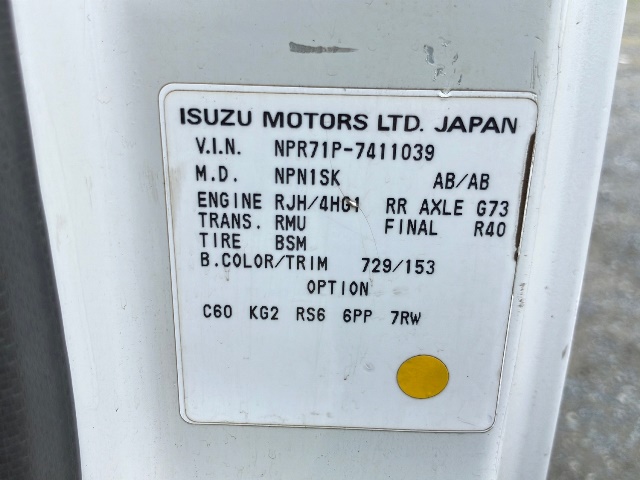 ISUZU MOTORS LTD. JAPAN
V.I.N. NPR71P-7411039
M.D. NPN1SK AB/AB
ENGINE RJH/4HG1 RR AXLE G73
TRANS. RMU FINAL R40
TIRE BSM
B.COLOR/TRIM 729/153
OPTION
C60 KG2 RS6 6PP 7RW